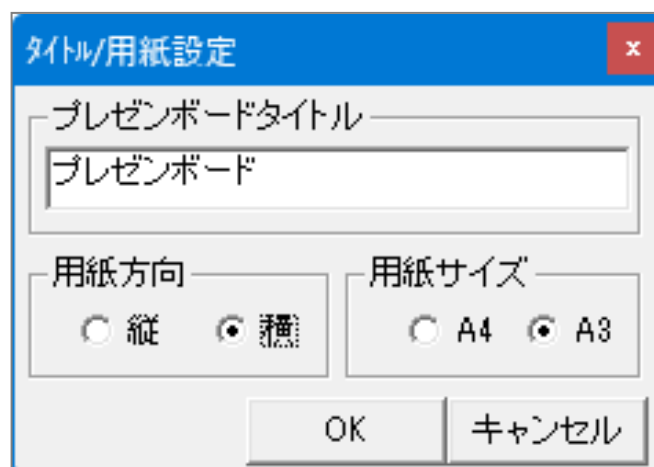 ﾀｲﾄﾙ/用紙設定
x
プレゼンボードタイトル
プレゼンボード
用紙方向 用紙サイズ
縦 横 A4 A3
OK キャンセル